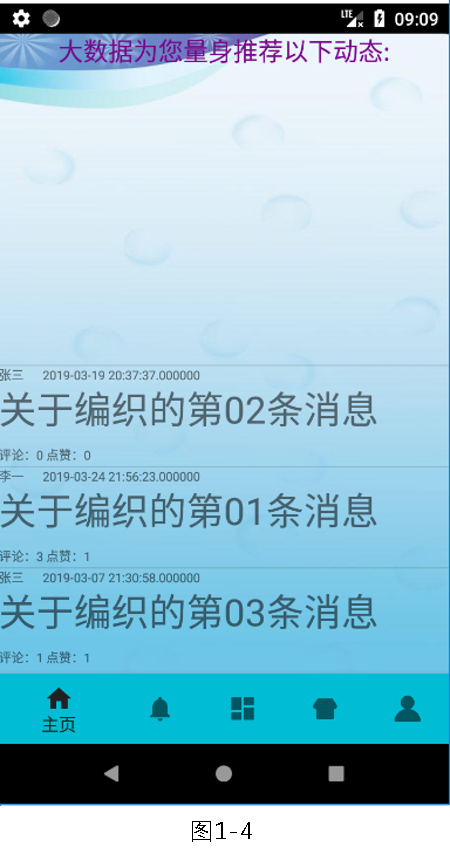 LTE 09:09
大数据为您量身推荐以下动态:
张三 2019-03-19 20:37:37.000000
关于编织的第02条消息
评论: 0 点赞: 0
李一 2019-03-24 21:56:23.000000
关于编织的第01条消息
评论: 3 点赞: 1
张三 2019-03-07 21:30:58.000000
关于编织的第03条消息
评论: 1 点赞: 1
主页
图1-4